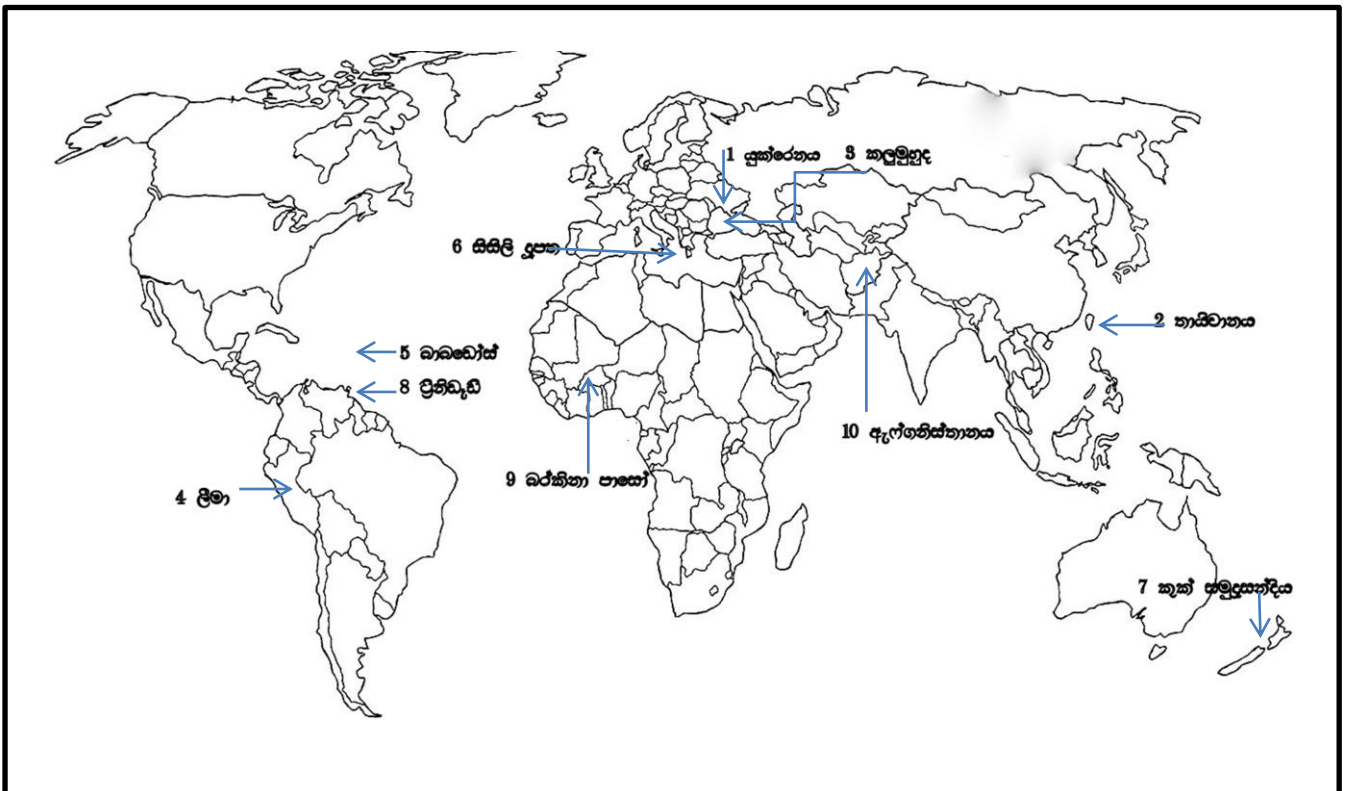 1 යුක්රේනය 3 කලුමුහුද
6 සිසිලි දූපත
2 තායිවානය
5 බාබඩෝස්
8 ට්‍රිනිඩෑඩ්
10 ඇෆ්ගනිස්තානය
9 බර්කිනා පාසෝ
4 ලීමා
7 කුක් සමුද්‍රසන්දිය